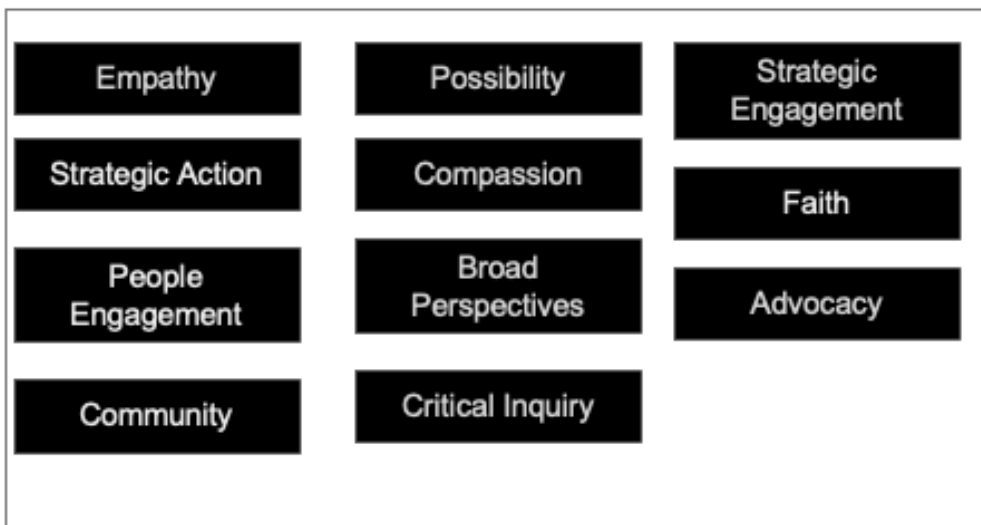 Empathy
Strategic Action
People
Engagement
Community
Possibility
Compassion
Broad
Perspectives
Critical Inquiry
Strategic
Engagement
Faith
Advocacy